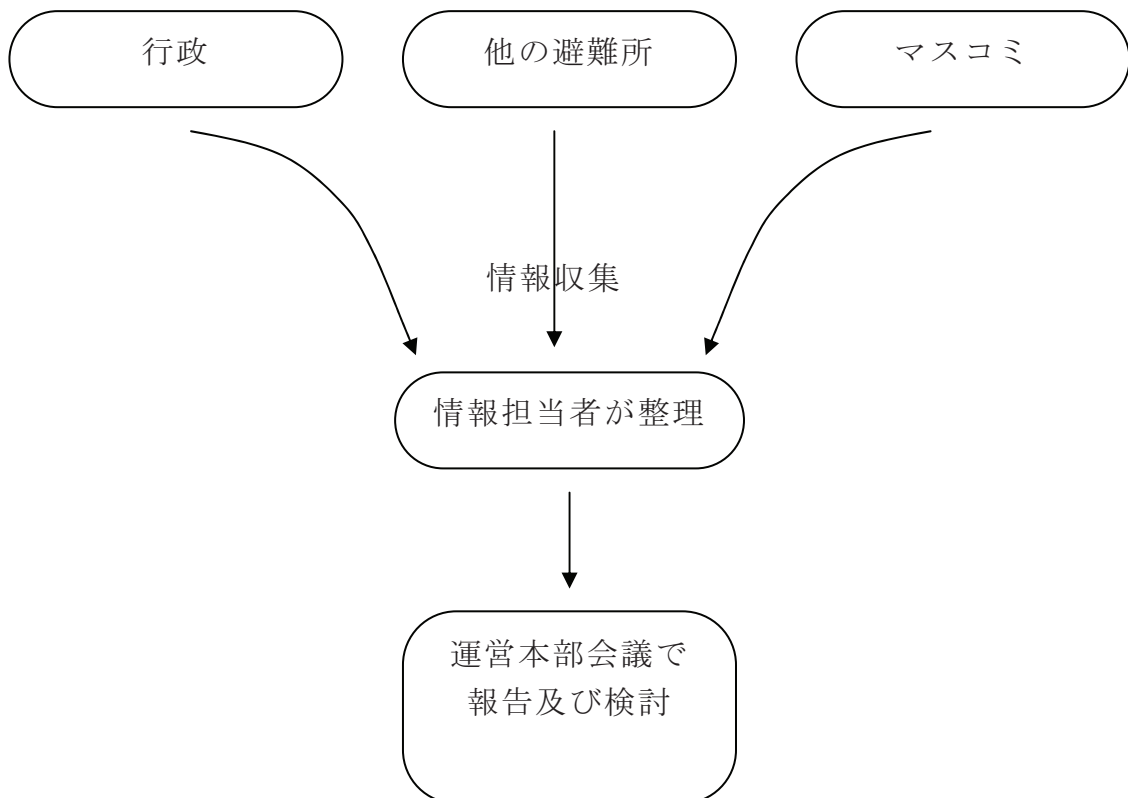 行政
他の避難所
マスコミ
情報収集
情報担当者が整理
運営本部会議で
報告及び検討